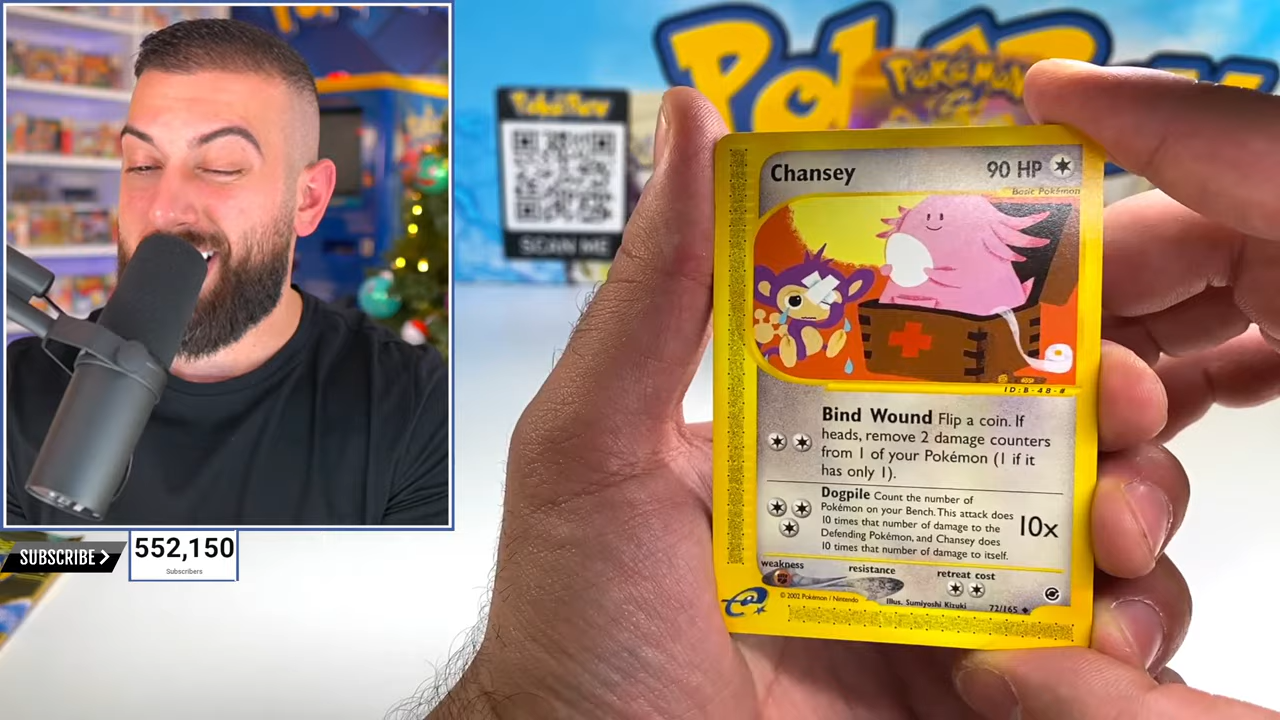 PokéRev
SCAN ME
POKÉMON
Chansey
90 HP
Basic Pokémon
ID:B-48-#
Bind Wound Flip a coin. If
heads, remove 2 damage counters
from 1 of your Pokémon (1 if it
has only 1).
Dogpile Count the number of
Pokémon on your Bench. This attack does
10 times that number of damage to the
Defending Pokémon, and Chansey does
10 times that number of damage to itself.
10x
weakness
resistance
retreat cost
© 2002 Pokémon / Nintendo
Illus. Sumiyoshi Kizuki
72/165
e
SUBSCRIBE
552,150
Subscribers